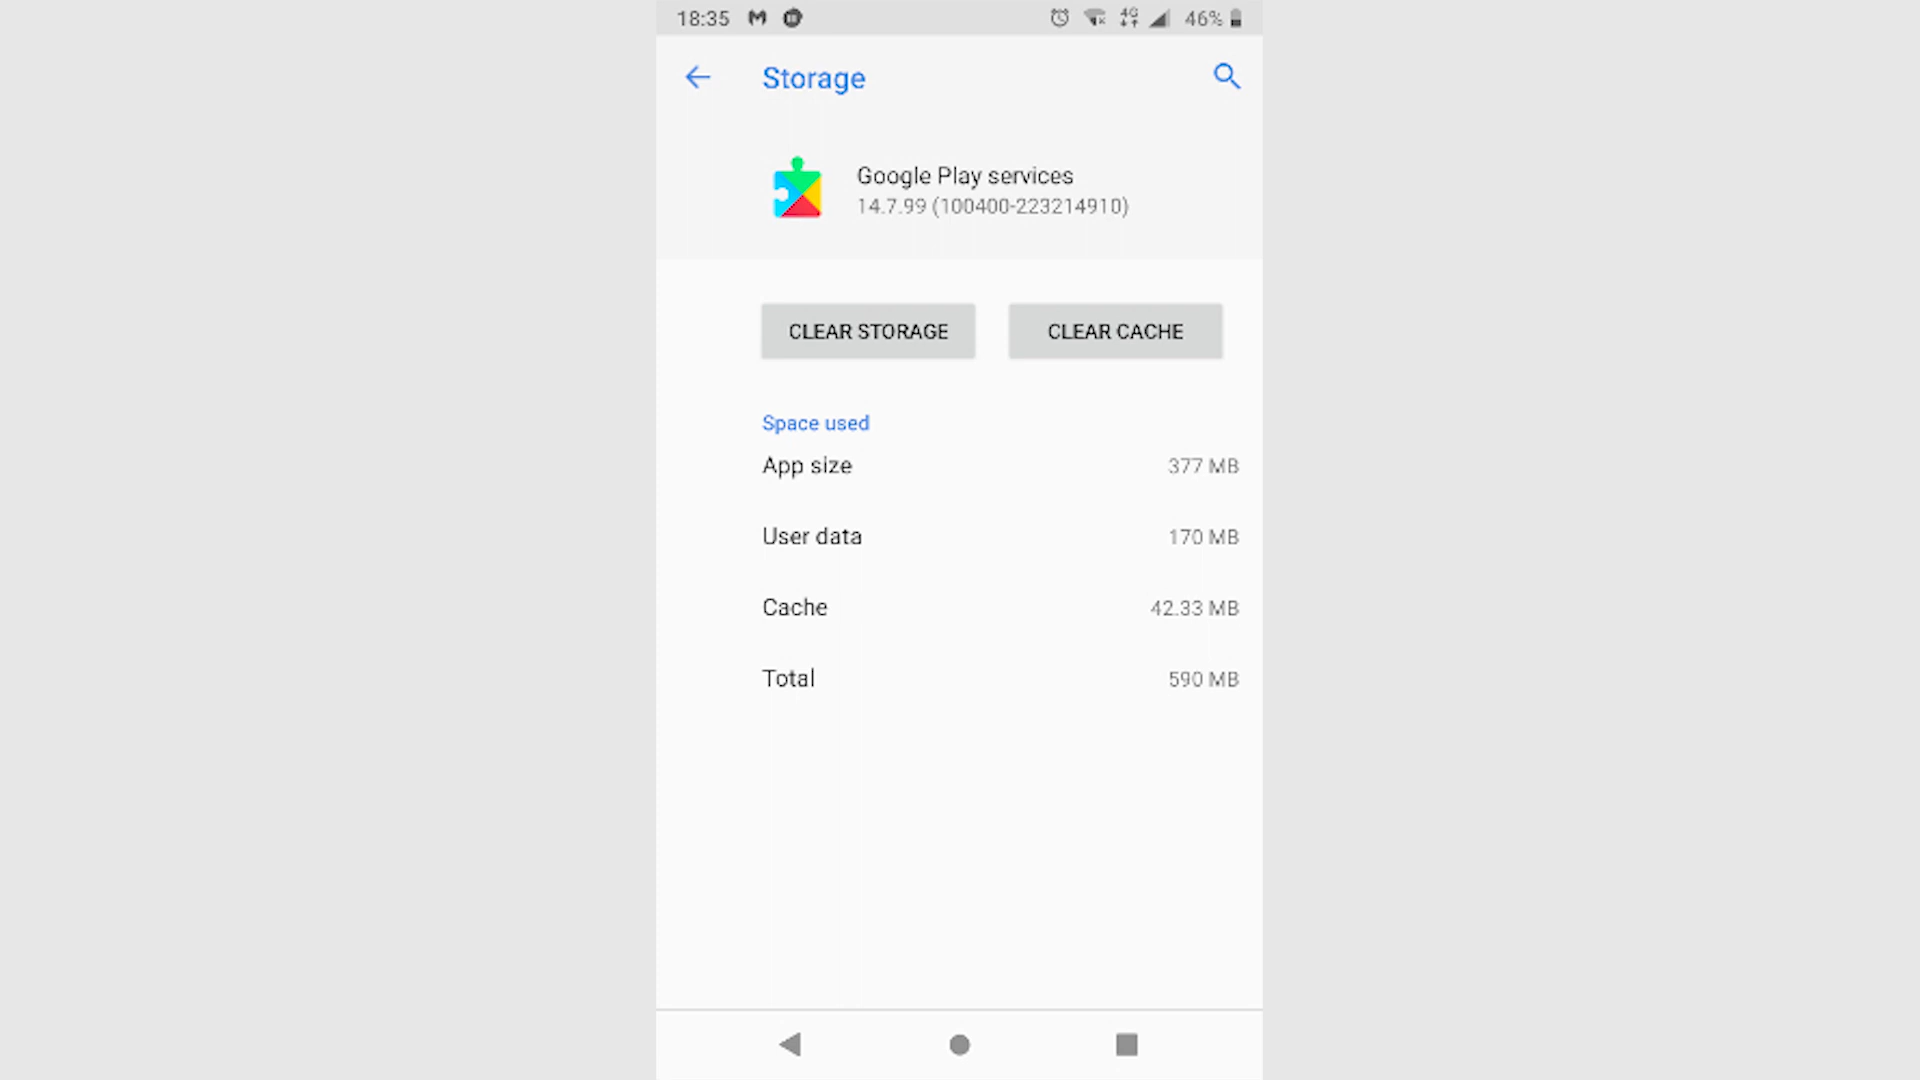 18:35 4G 46%
Storage
Google Play services
14.7.99 (100400-223214910)
CLEAR STORAGE CLEAR CACHE
Space used
App size 377 MB
User data 170 MB
Cache 42.33 MB
Total 590 MB